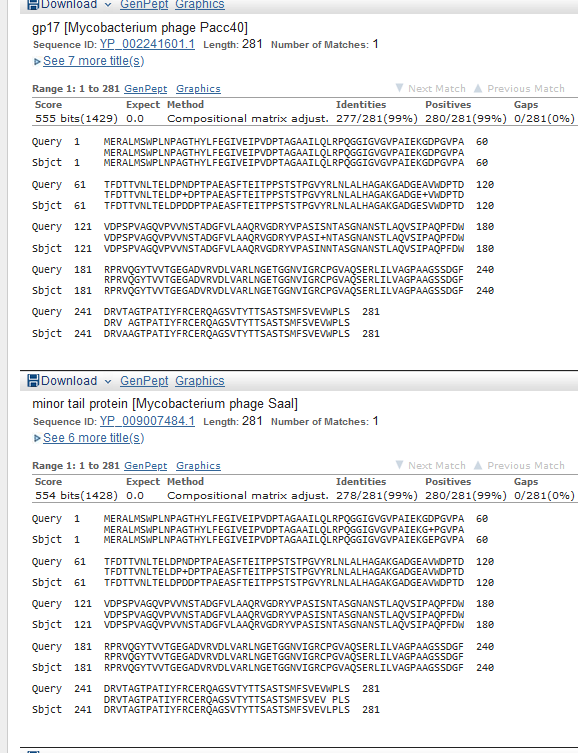 Download GenPept Graphics
gp17 [Mycobacterium phage Pacc40]
Sequence ID: YP_002241601.1 Length: 281 Number of Matches: 1
See 7 more title(s)
Range 1: 1 to 281 GenPept Graphics Next Match Previous Match
Score Expect Method Identities Positives Gaps
555 bits(1429) 0.0 Compositional matrix adjust. 277/281(99%) 280/281(99%) 0/281(0%)
Query 1 MERALMSWPLNPAGTHYLFEGIVEIPVDPTAGAAILQLRPQGGIGVGVPAIEKGDPGVPA 60
MERALMSWPLNPAGTHYLFEGIVEIPVDPTAGAAILQLRPQGGIGVGVPAIEKGDPGVPA
Sbjct 1 MERALMSWPLNPAGTHYLFEGIVEIPVDPTAGAAILQLRPQGGIGVGVPAIEKGDPGVPA 60
Query 61 TFDTTVNLTELDPNDPTPAEASFTEITPPSTSTPGVYRLNLALHAGAKGADGEAVWDPTD 120
TFDTTVNLTELDP+DPTPAEASFTEITPPSTSTPGVYRLNLALHAGAKGADGE+VWDPTD
Sbjct 61 TFDTTVNLTELDPDDPTPAEASFTEITPPSTSTPGVYRLNLALHAGAKGADGESVWDPTD 120
Query 121 VDPSPVAGQVPVVNSTADGFVLAAQRVGDRYVPASISNTASGNANSTLAQVSIPAQPFDW 180
VDPSPVAGQVPVVNSTADGFVLAAQRVGDRYVPASI+NTASGNANSTLAQVSIPAQPFDW
Sbjct 121 VDPSPVAGQVPVVNSTADGFVLAAQRVGDRYVPASINNTASGNANSTLAQVSIPAQPFDW 180
Query 181 RPRVQGYTVVTGEGADVRVDLVARLNGETGGNVIGRCPGVAQSERLILVAGPAAGSSDGF 240
RPRVQGYTVVTGEGADVRVDLVARLNGETGGNVIGRCPGVAQSERLILVAGPAAGSSDGF
Sbjct 181 RPRVQGYTVVTGEGADVRVDLVARLNGETGGNVIGRCPGVAQSERLILVAGPAAGSSDGF 240
Query 241 DRVTAGTPATIYFRCERQAGSVTYTTSASTSMFSVEVWPLS 281
DRV AGTPATIYFRCERQAGSVTYTTSASTSMFSVEVWPLS
Sbjct 241 DRVAAGTPATIYFRCERQAGSVTYTTSASTSMFSVEVWPLS 281
Download GenPept Graphics
minor tail protein [Mycobacterium phage Saal]
Sequence ID: YP_009007484.1 Length: 281 Number of Matches: 1
See 6 more title(s)
Range 1: 1 to 281 GenPept Graphics Next Match Previous Match
Score Expect Method Identities Positives Gaps
554 bits(1428) 0.0 Compositional matrix adjust. 278/281(99%) 280/281(99%) 0/281(0%)
Query 1 MERALMSWPLNPAGTHYLFEGIVEIPVDPTAGAAILQLRPQGGIGVGVPAIEKGDPGVPA 60
MERALMSWPLNPAGTHYLFEGIVEIPVDPTAGAAILQLRPQGGIGVGVPAIEKG+PGVPA
Sbjct 1 MERALMSWPLNPAGTHYLFEGIVEIPVDPTAGAAILQLRPQGGIGVGVPAIEKGEPGVPA 60
Query 61 TFDTTVNLTELDPNDPTPAEASFTEITPPSTSTPGVYRLNLALHAGAKGADGEAVWDPTD 120
TFDTTVNLTELDP+DPTPAEASFTEITPPSTSTPGVYRLNLALHAGAKGADGEAVWDPTD
Sbjct 61 TFDTTVNLTELDPDDPTPAEASFTEITPPSTSTPGVYRLNLALHAGAKGADGEAVWDPTD 120
Query 121 VDPSPVAGQVPVVNSTADGFVLAAQRVGDRYVPASISNTASGNANSTLAQVSIPAQPFDW 180
VDPSPVAGQVPVVNSTADGFVLAAQRVGDRYVPASISNTASGNANSTLAQVSIPAQPFDW
Sbjct 121 VDPSPVAGQVPVVNSTADGFVLAAQRVGDRYVPASISNTASGNANSTLAQVSIPAQPFDW 180
Query 181 RPRVQGYTVVTGEGADVRVDLVARLNGETGGNVIGRCPGVAQSERLILVAGPAAGSSDGF 240
RPRVQGYTVVTGEGADVRVDLVARLNGETGGNVIGRCPGVAQSERLILVAGPAAGSSDGF
Sbjct 181 RPRVQGYTVVTGEGADVRVDLVARLNGETGGNVIGRCPGVAQSERLILVAGPAAGSSDGF 240
Query 241 DRVTAGTPATIYFRCERQAGSVTYTTSASTSMFSVEVWPLS 281
DRVTAGTPATIYFRCERQAGSVTYTTSASTSMFSVEV PLS
Sbjct 241 DRVTAGTPATIYFRCERQAGSVTYTTSASTSMFSVEVLPLS 281